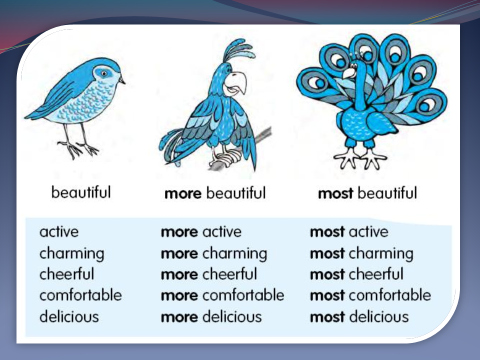 beautiful more beautiful most beautiful
active more active most active
charming more charming most charming
cheerful more cheerful most cheerful
comfortable more comfortable most comfortable
delicious more delicious most delicious